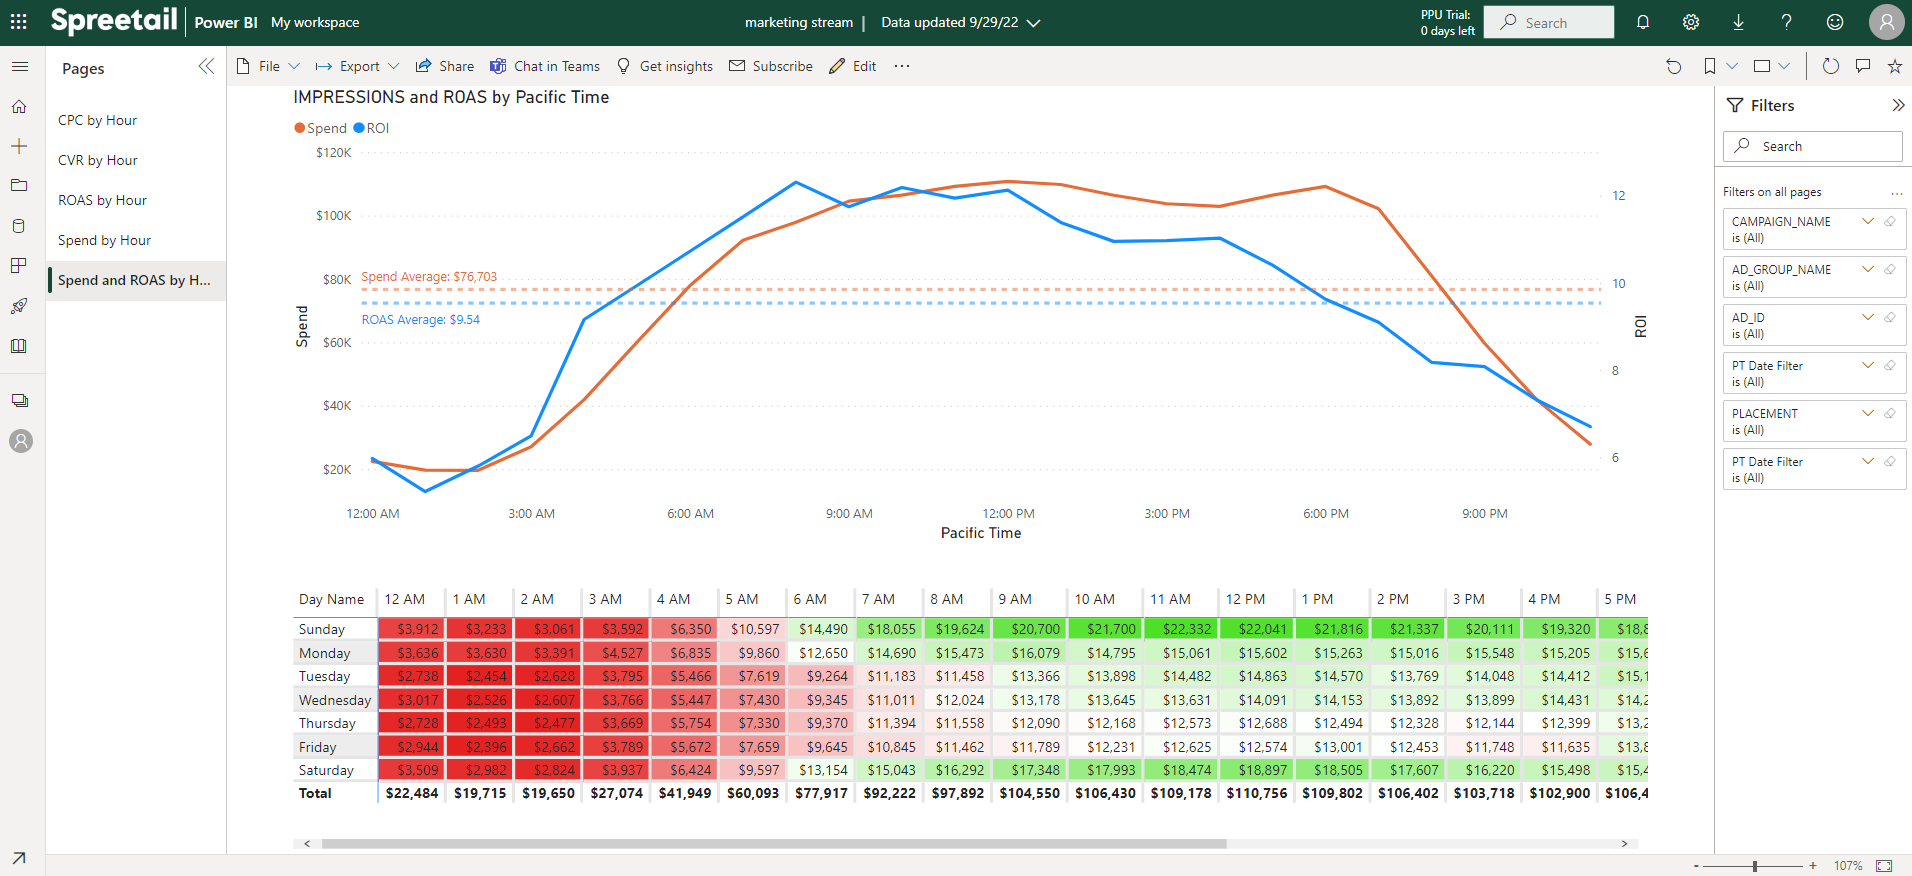 Spreetail Power BI My workspace
marketing stream | Data updated 9/29/22
PPU Trial:
0 days left
Search
Pages
File Export Share Chat in Teams Get insights Subscribe Edit
CPC by Hour
CVR by Hour
ROAS by Hour
Spend by Hour
Spend and ROAS by H...
IMPRESSIONS and ROAS by Pacific Time
Spend ROI
$120K
$100K
$80K
$60K
$40K
$20K
Spend
Spend Average: $76,703
ROAS Average: $9.54
12
10
8
6
ROI
12:00 AM 3:00 AM 6:00 AM 9:00 AM 12:00 PM 3:00 PM 6:00 PM 9:00 PM
Pacific Time
Day Name 12 AM 1 AM 2 AM 3 AM 4 AM 5 AM 6 AM 7 AM 8 AM 9 AM 10 AM 11 AM 12 PM 1 PM 2 PM 3 PM 4 PM 5 PM
Sunday $3,912 $3,233 $3,061 $3,592 $6,350 $10,597 $14,490 $18,055 $19,624 $20,700 $21,700 $22,332 $22,041 $21,816 $21,337 $20,111 $19,320 $18,8
Monday $3,636 $3,630 $3,391 $4,527 $6,835 $9,860 $12,650 $14,690 $15,473 $16,079 $14,795 $15,061 $15,602 $15,263 $15,016 $15,548 $15,205 $15,6
Tuesday $2,738 $2,454 $2,628 $3,795 $5,466 $7,619 $9,264 $11,183 $11,458 $13,366 $13,898 $14,482 $14,863 $14,570 $13,769 $14,048 $14,412 $15,1
Wednesday $3,017 $2,526 $2,607 $3,766 $5,447 $7,430 $9,345 $11,011 $12,024 $13,178 $13,645 $13,631 $14,091 $14,153 $13,892 $13,899 $14,431 $14,2
Thursday $2,728 $2,493 $2,477 $3,669 $5,754 $7,330 $9,370 $11,394 $11,558 $12,090 $12,168 $12,573 $12,688 $12,494 $12,328 $12,144 $12,399 $13,2
Friday $2,944 $2,396 $2,662 $3,789 $5,672 $7,659 $9,645 $10,845 $11,462 $11,789 $12,231 $12,625 $12,574 $13,001 $12,453 $11,748 $11,635 $13,8
Saturday $3,509 $2,982 $2,824 $3,937 $6,424 $9,597 $13,154 $15,043 $16,292 $17,348 $17,993 $18,474 $18,897 $18,505 $17,607 $16,220 $15,498 $15,4
Total $22,484 $19,715 $19,650 $27,074 $41,949 $60,093 $77,917 $92,222 $97,892 $104,550 $106,430 $109,178 $110,756 $109,802 $106,402 $103,718 $102,900 $106,4
Filters
Search
Filters on all pages
CAMPAIGN_NAME
is (All)
AD_GROUP_NAME
is (All)
AD_ID
is (All)
PT Date Filter
is (All)
PLACEMENT
is (All)
PT Date Filter
is (All)
- + 107%